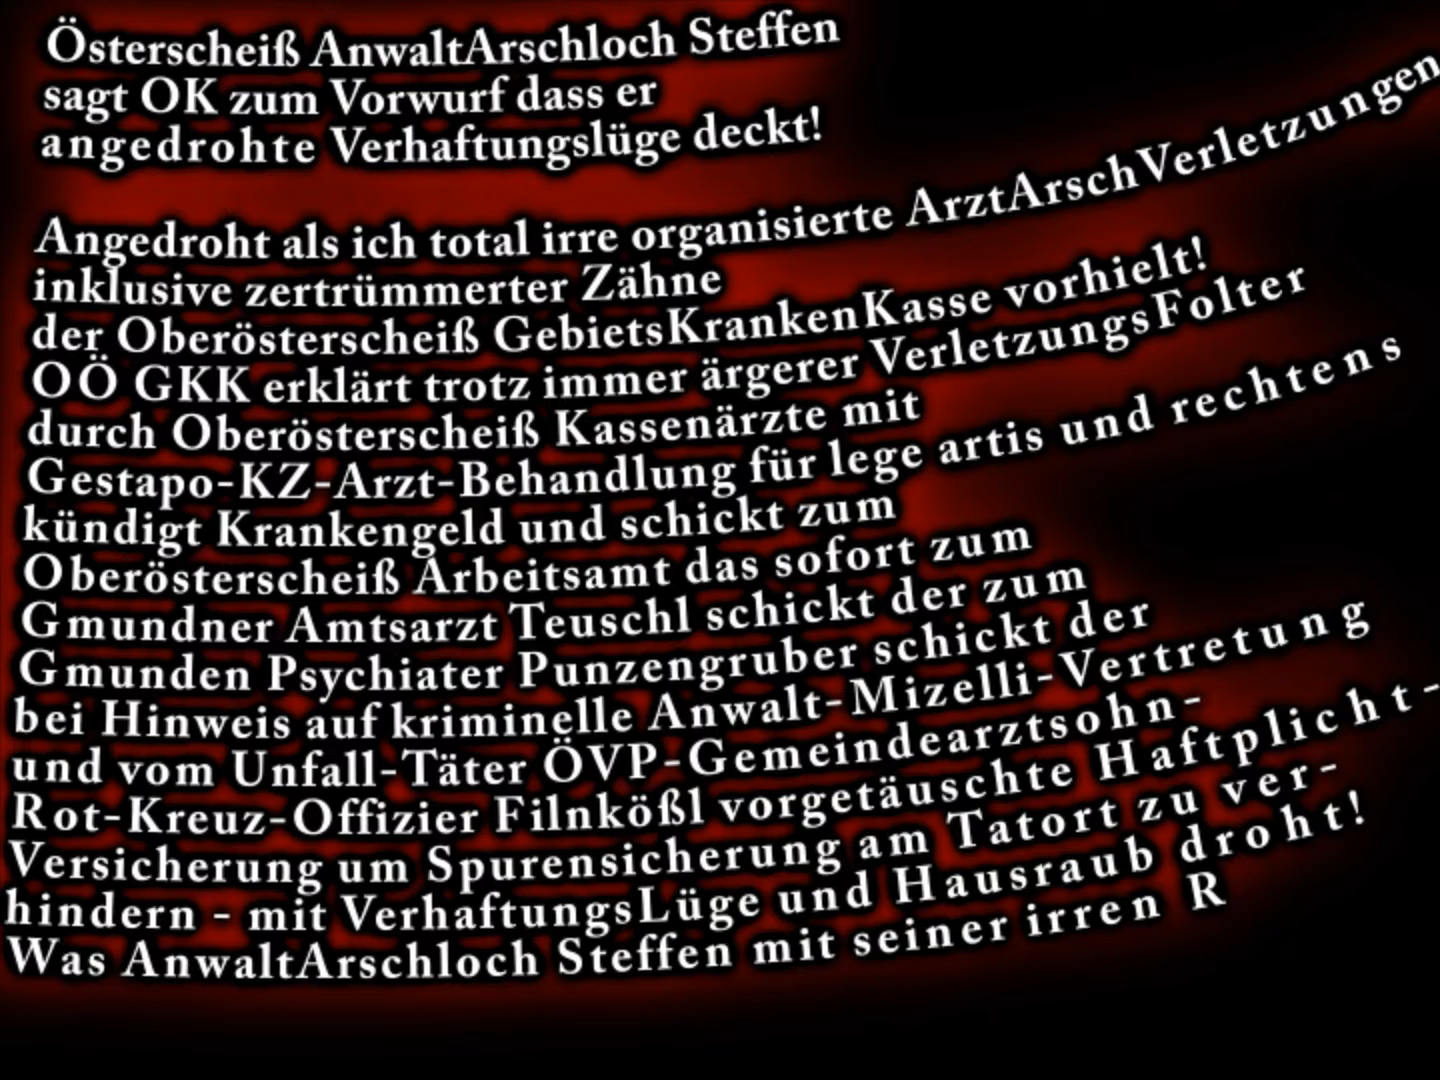 Österscheiß AnwaltArschloch Steffen
sagt OK zum Vorwurf dass er
angedrohte Verhaftungslüge deckt!
Angedroht als ich total irre organisierte ArztArschVerletzungen
inklusive zertrümmerter Zähne
der Oberösterscheiß GebietsKrankenKasse vorhielt!
OÖ GKK erklärt trotz immer ärgerer VerletzungsFolter
durch Oberösterscheiß Kassenärzte mit
Gestapo-KZ-Arzt-Behandlung für lege artis und rechtens
kündigt Krankengeld und schickt zum
Oberösterscheiß Arbeitsamt das sofort zum
Gmundner Amtsarzt Teuschl schickt der zum
Gmunden Psychiater Punzengruber schickt der
bei Hinweis auf kriminelle Anwalt-Mizelli-Vertretung
und vom Unfall-Täter ÖVP-Gemeindearztsohn-
Rot-Kreuz-Offizier Filnkößl vorgetäuschte Haftplicht-
Versicherung um Spurensicherung am Tatort zu ver-
hindern - mit VerhaftungsLüge und Hausraub droht!
Was AnwaltArschloch Steffen mit seiner irren R